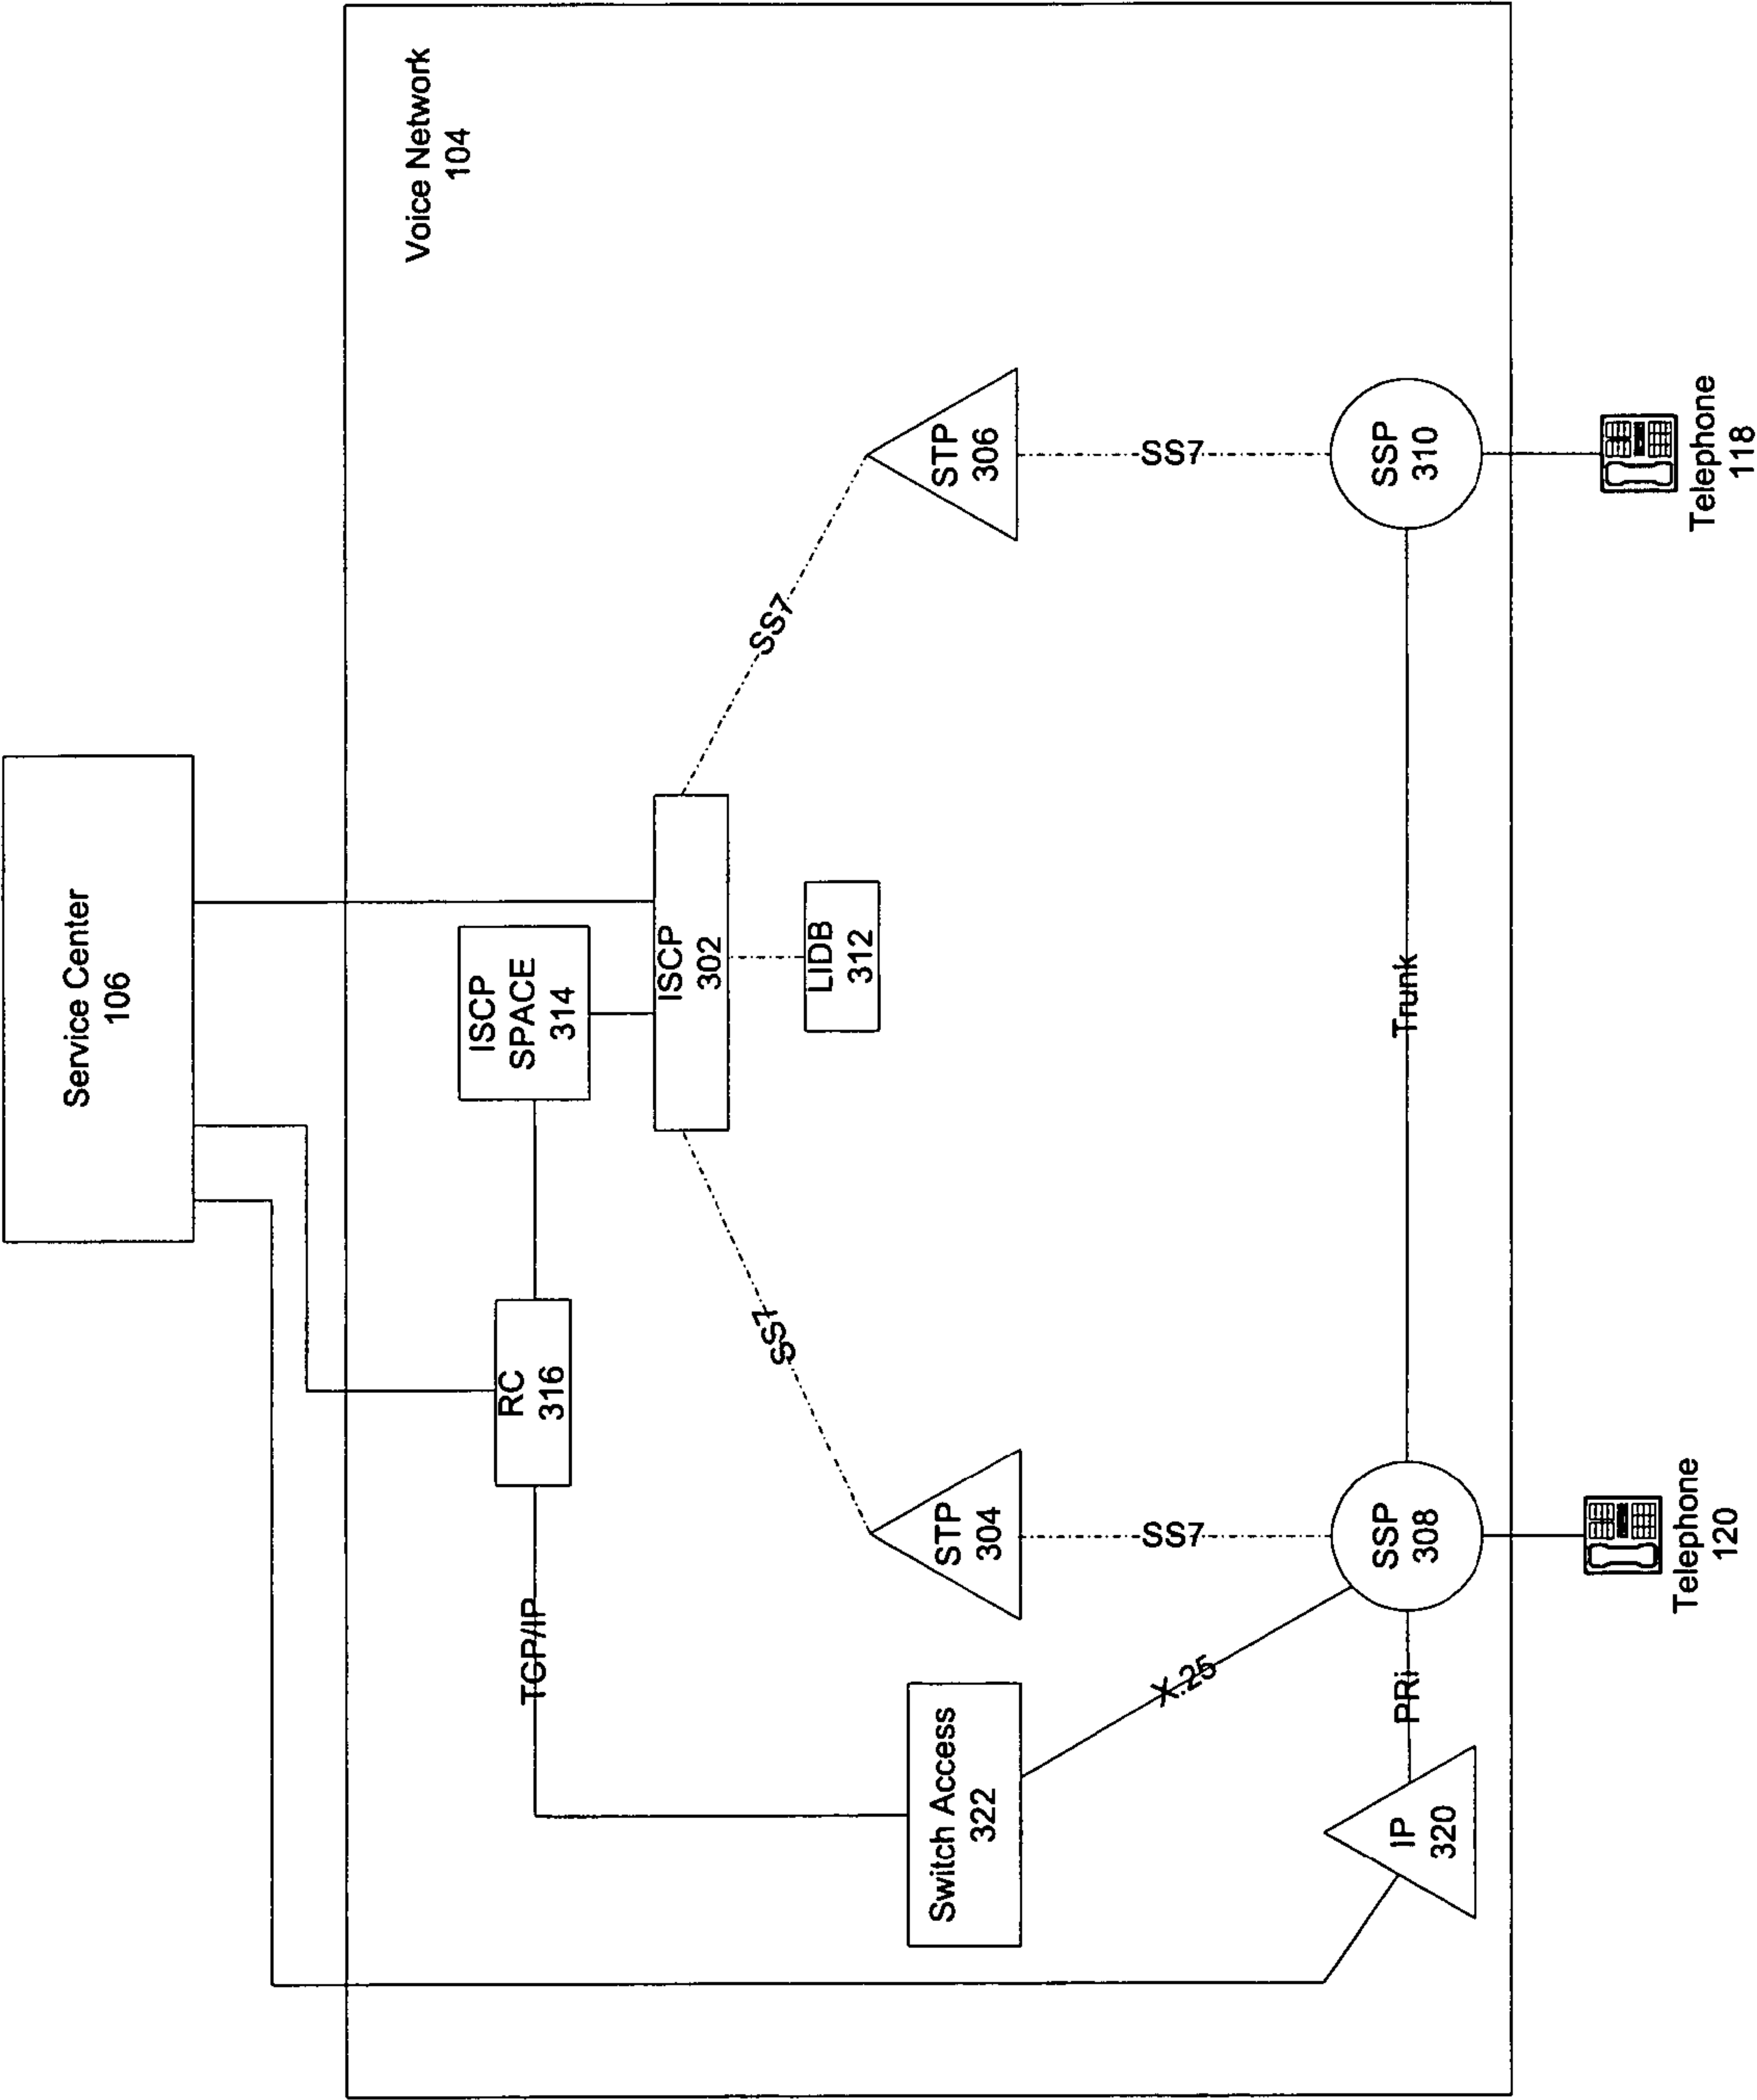 Service Center
106
Voice Network
104
ISCP
SPACE
314
RC
316
TCP/IP
ISCP
302
LIDB
312
SS7
SS7
Switch Access
322
STP
304
STP
306
X.25
SS7
SS7
IP
320
PRi
SSP
308
Trunk
SSP
310
Telephone
120
Telephone
118